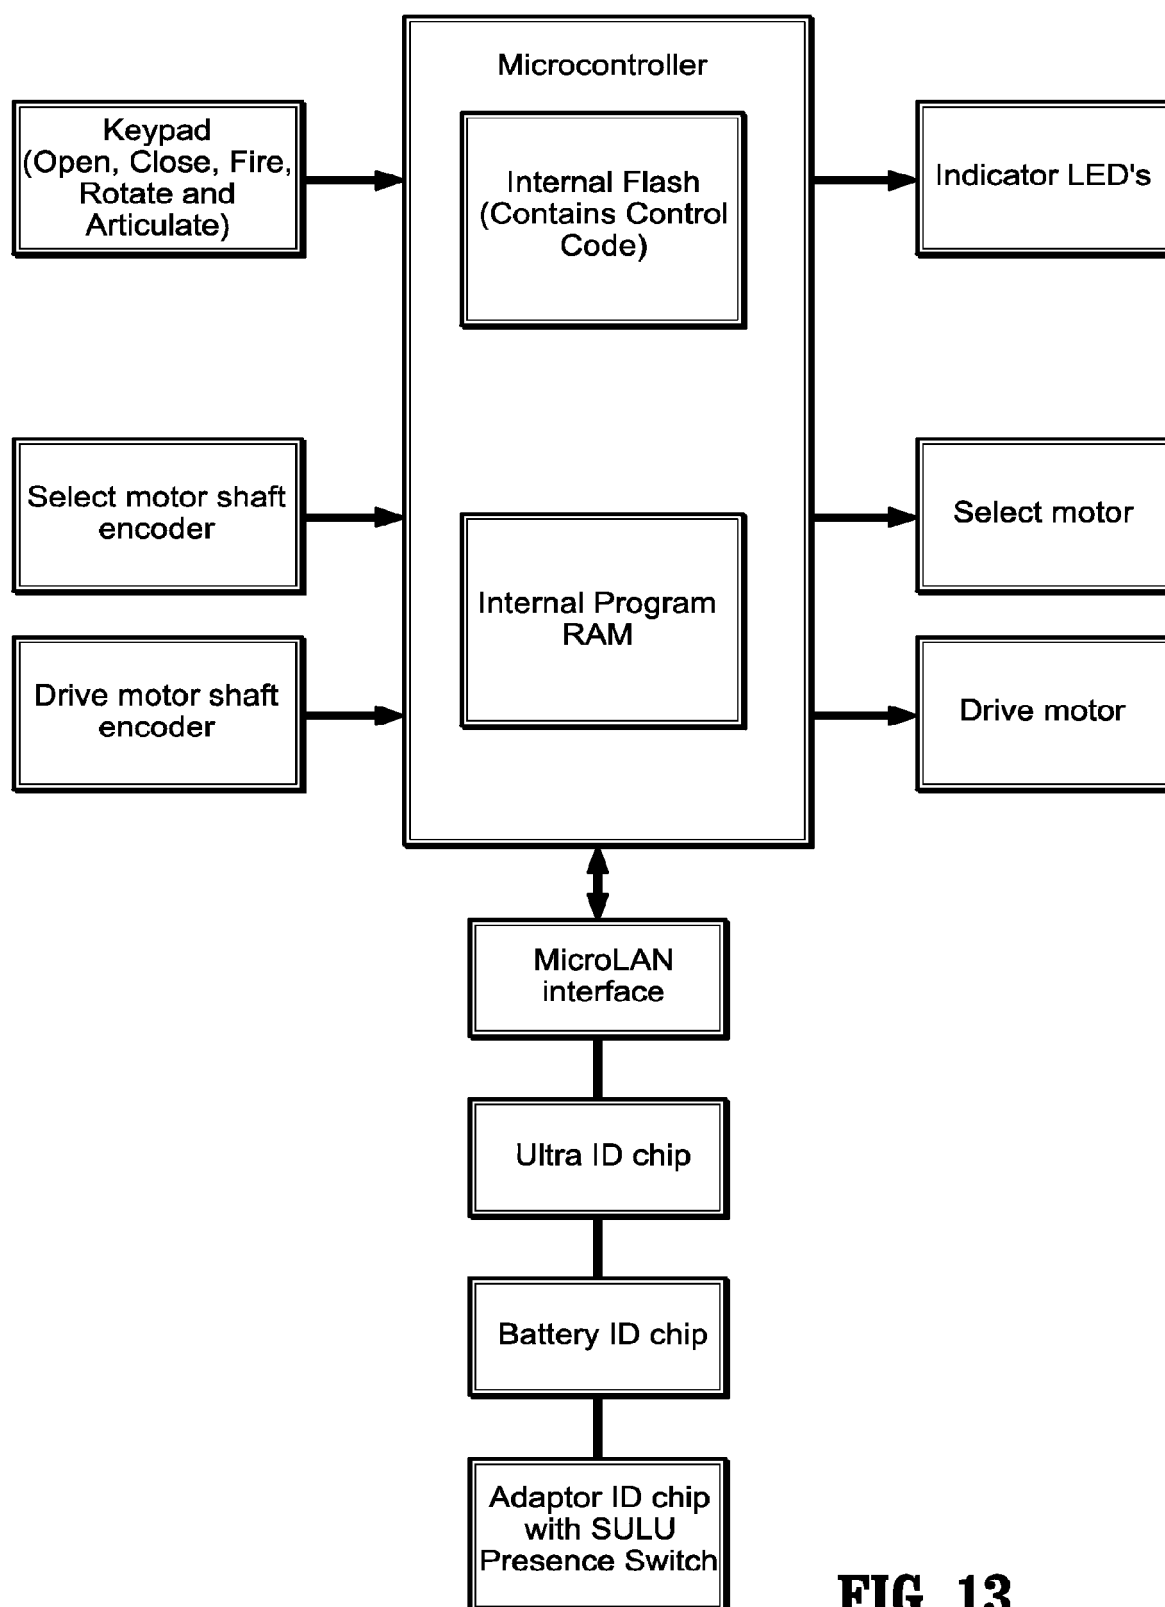 Microcontroller
Keypad
(Open, Close, Fire,
Rotate and
Articulate)
Internal Flash
(Contains Control
Code)
Indicator LED's
Select motor shaft
encoder
Select motor
Internal Program
RAM
Drive motor shaft
encoder
Drive motor
MicroLAN
interface
Ultra ID chip
Battery ID chip
Adaptor ID chip
with SULU
Presence Switch
FIG. 13